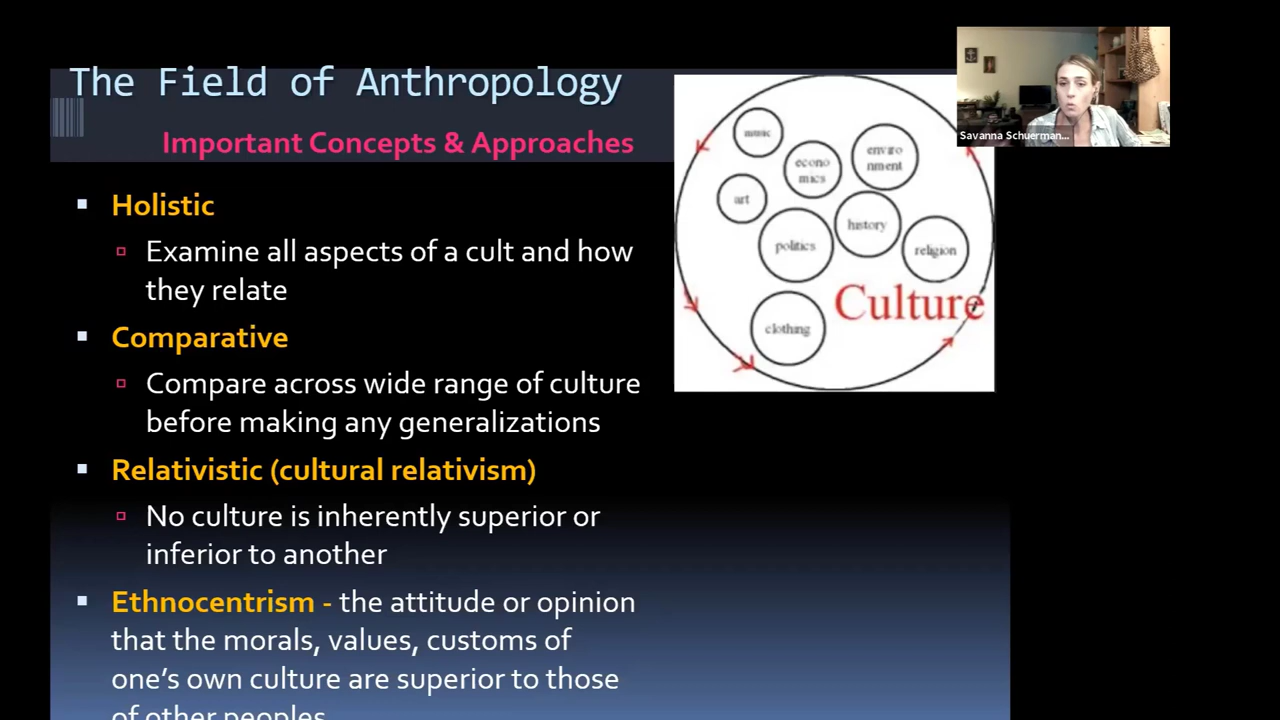 The Field of Anthropology
Important Concepts & Approaches
Holistic
Examine all aspects of a cult and how
they relate
Comparative
Compare across wide range of culture
before making any generalizations
Relativistic (cultural relativism)
No culture is inherently superior or
inferior to another
Ethnocentrism - the attitude or opinion
that the morals, values, customs of
one's own culture are superior to those
of other peoples
music
econo
mics
enviro
nment
art
politics
history
religion
Culture
clothing
Savanna Schuerman...